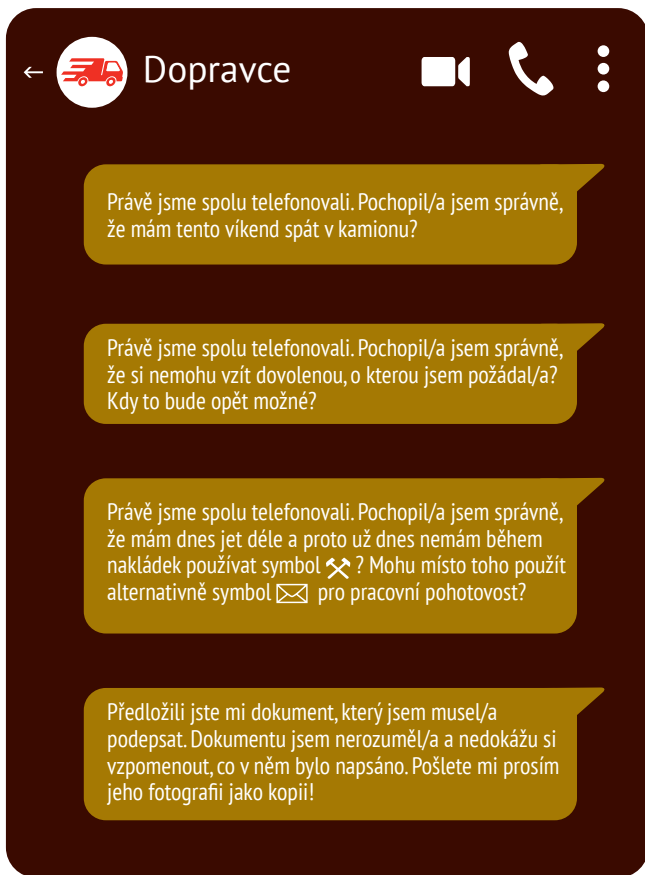 Dopravce
Právě jsme spolu telefonovali. Pochopil/a jsem správně,
že mám tento víkend spát v kamionu?
Právě jsme spolu telefonovali. Pochopil/a jsem správně,
že si nemohu vzít dovolenou, o kterou jsem požádal/a?
Kdy to bude opět možné?
Právě jsme spolu telefonovali. Pochopil/a jsem správně,
že mám dnes jet déle a proto už dnes nemám během
nakládek používat symbol ? Mohu místo toho použít
alternativně symbol pro pracovní pohotovost?
Předložili jste mi dokument, který jsem musel/a
podepsat. Dokumentu jsem nerozuměl/a a nedokážu si
vzpomenout, co v něm bylo napsáno. Pošlete mi prosím
jeho fotografii jako kopii!